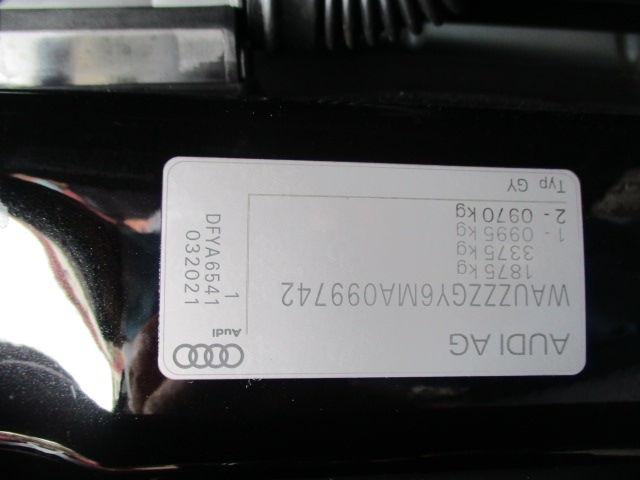 AUDI AG
WAUZZZGY6MA099742
1875 kg
3375 kg
1 - 0995 kg
2 - 0970 kg
Typ GY
Audi
DFYA6541
032021
1